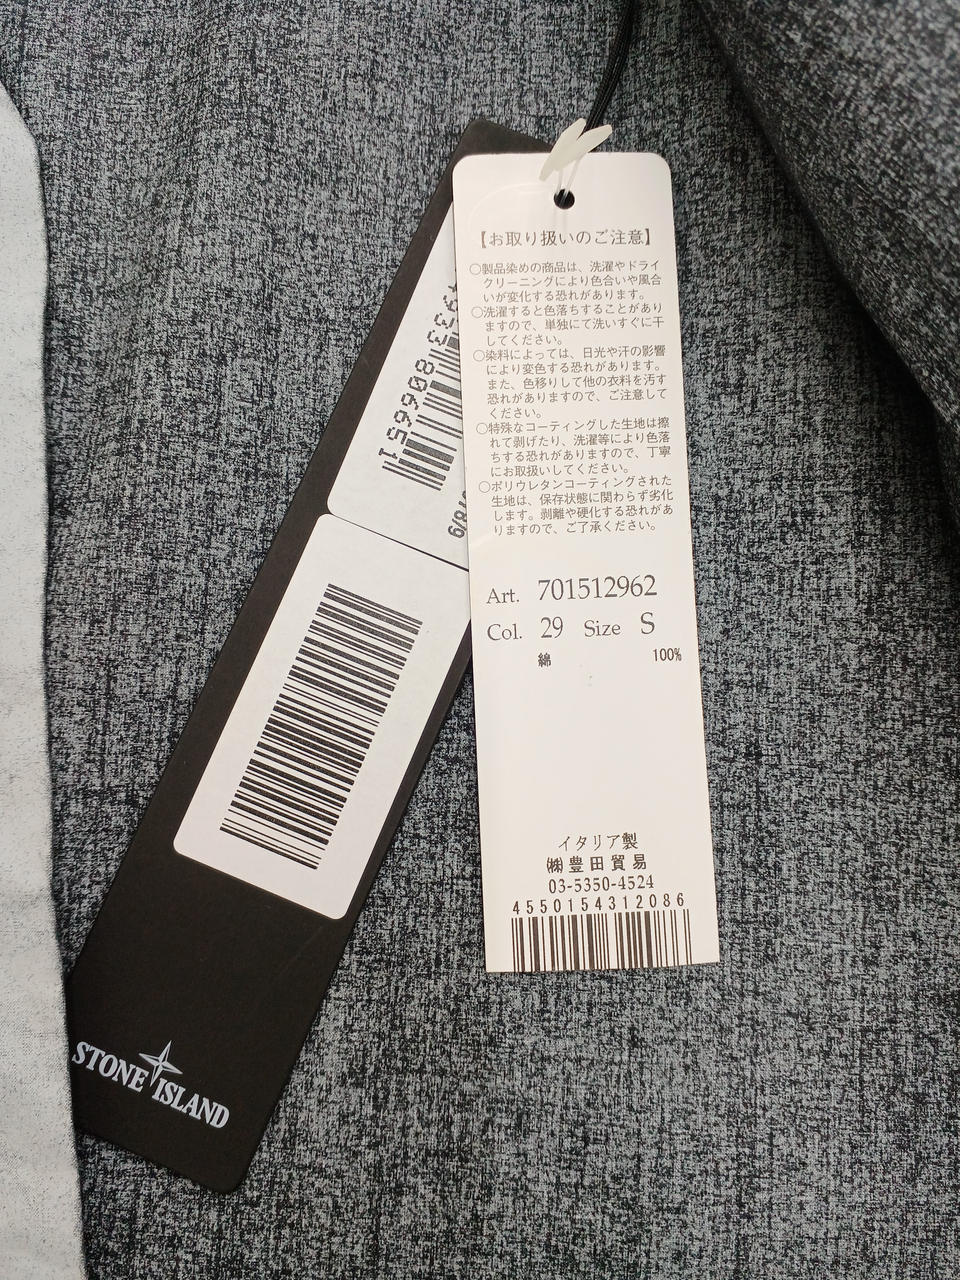 【お取り扱いのご注意】
○製品染めの商品は、洗濯やドライ
クリーニングにより色合いや風合
いが変化する恐れがあります。
○洗濯すると色落ちすることがあり
ますので、単独にて洗いすぐに干
してください。
○染料によっては、日光や汗の影響
により変色する恐れがあります。
また、色移りして他の衣料を汚す
恐れがありますので、ご注意して
ください。
○特殊なコーティングした生地は擦
れて剥げたり、洗濯等により色落
ちする恐れがありますので、丁寧
にお取扱いしてください。
○ポリウレタンコーティングされた
生地は、保存状態に関わらず劣化
します。剥離や硬化する恐れがあ
りますので、ご了承ください。
Art. 701512962
Col. 29 Size S
綿 100%
イタリア製
㈱豊田貿易
03-5350-4524
4550154312086
806651
STONE ISLAND